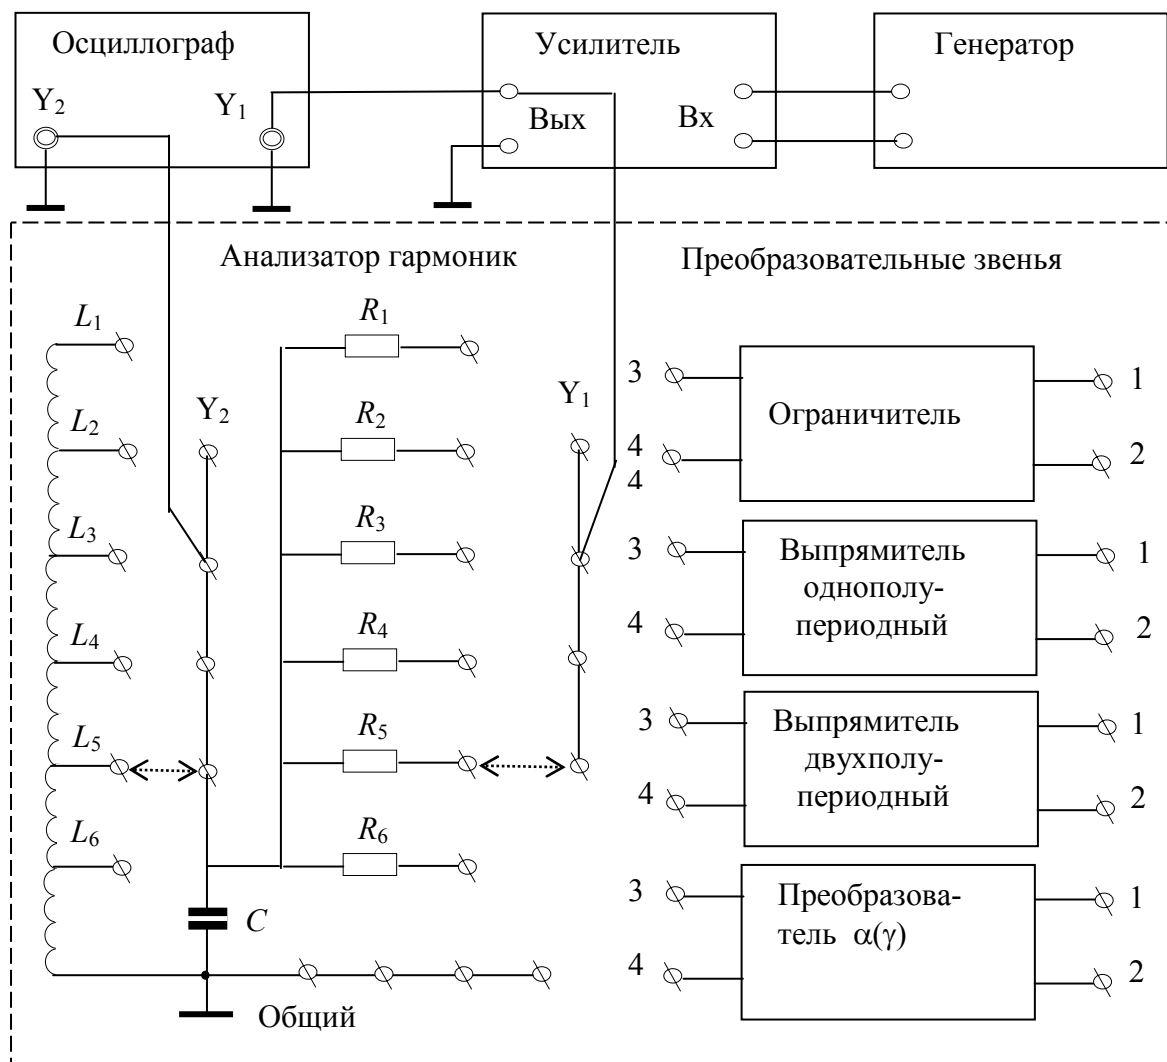 Осциллограф
Усилитель
Генератор
Y2
Y1
Вых
Вх
Анализатор гармоник
Преобразовательные звенья
L1
L2
L3
L4
L5
L6
Y2
R1
R2
R3
R4
R5
R6
Y1
C
Общий
3
4
4
Ограничитель
1
2
3
4
Выпрямитель
однополу-
периодный
1
2
3
4
Выпрямитель
двухполу-
периодный
1
2
3
4
Преобразова-
тель α(γ)
1
2